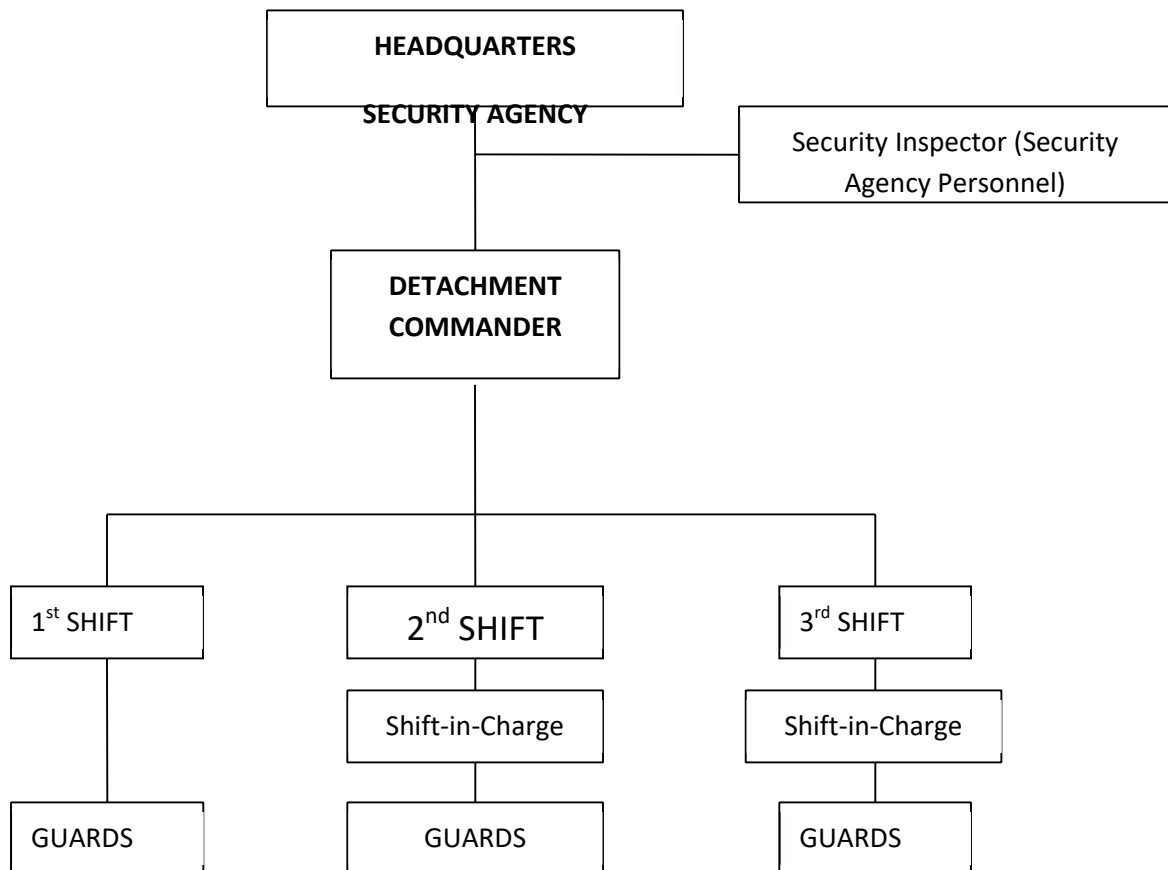 HEADQUARTERS
SECURITY AGENCY
Security Inspector (Security
Agency Personnel)
DETACHMENT
COMMANDER
1st SHIFT
2nd SHIFT
3rd SHIFT
Shift-in-Charge
Shift-in-Charge
GUARDS
GUARDS
GUARDS